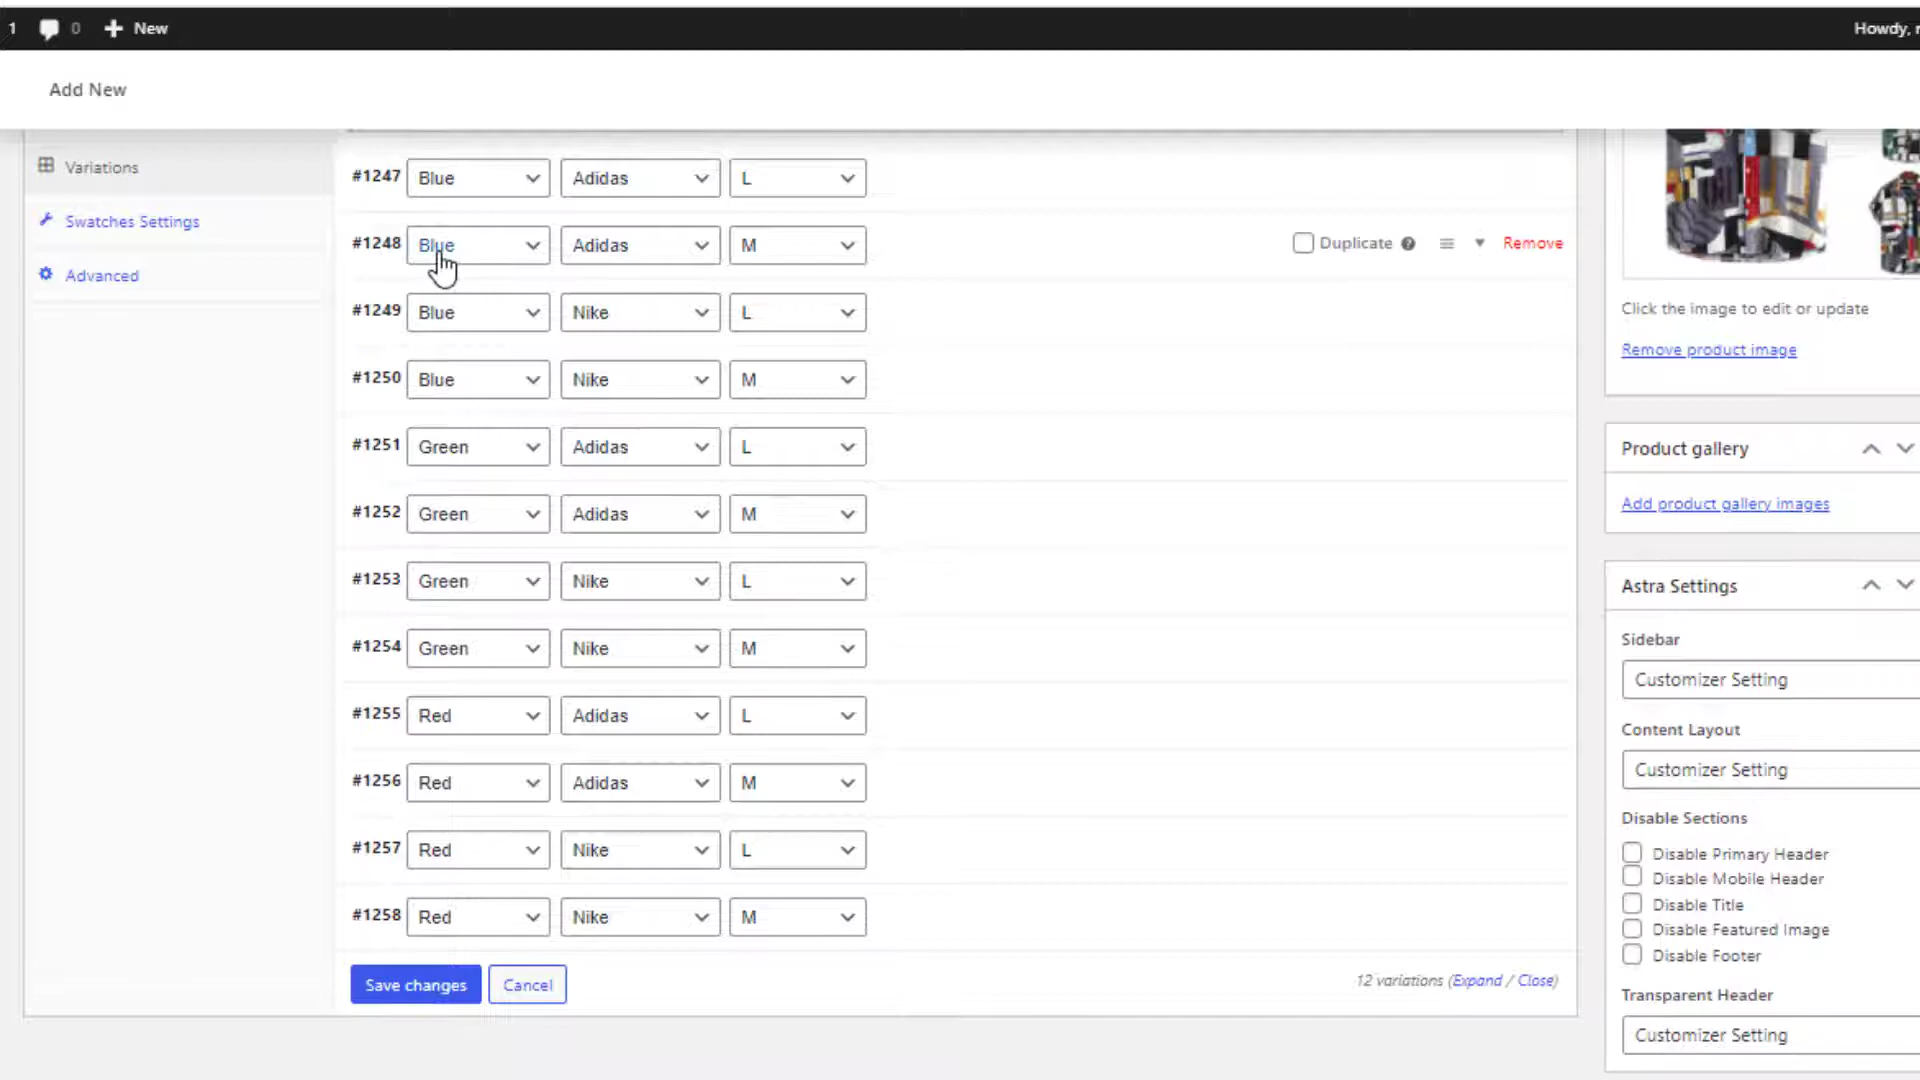 1 0 New Howdy,
Add New
Variations
Swatches Settings
Advanced
#1247 Blue Adidas L
#1248 Blue Adidas M Duplicate ? Remove
#1249 Blue Nike L
#1250 Blue Nike M
#1251 Green Adidas L
#1252 Green Adidas M
#1253 Green Nike L
#1254 Green Nike M
#1255 Red Adidas L
#1256 Red Adidas M
#1257 Red Nike L
#1258 Red Nike M
Save changes Cancel 12 variations (Expand / Close)
Click the image to edit or update
Remove product image
Product gallery
Add product gallery images
Astra Settings
Sidebar
Customizer Setting
Content Layout
Customizer Setting
Disable Sections
Disable Primary Header
Disable Mobile Header
Disable Title
Disable Featured Image
Disable Footer
Transparent Header
Customizer Setting